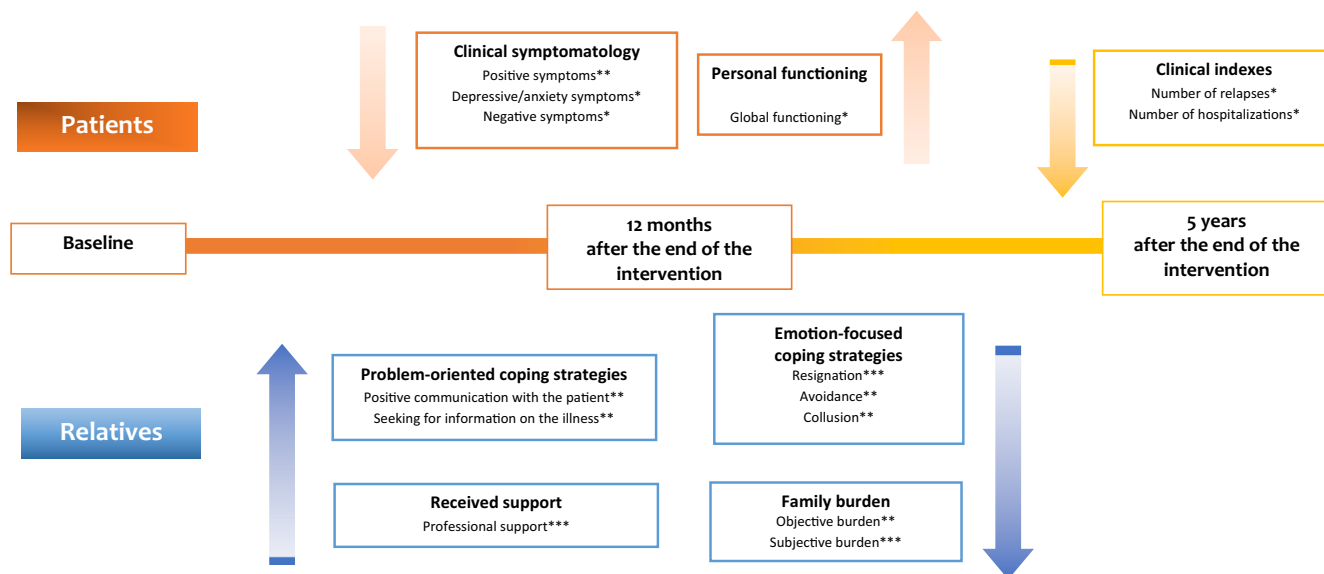 Clinical symptomatology
Positive symptoms**
Depressive/anxiety symptoms*
Negative symptoms*
Personal functioning
Global functioning*
Clinical indexes
Number of relapses*
Number of hospitalizations*
Patients
Baseline
12 months
after the end of the
intervention
5 years
after the end of the
intervention
Relatives
Problem-oriented coping strategies
Positive communication with the patient**
Seeking for information on the illness**
Emotion-focused
coping strategies
Resignation***
Avoidance**
Collusion**
Received support
Professional support***
Family burden
Objective burden**
Subjective burden***